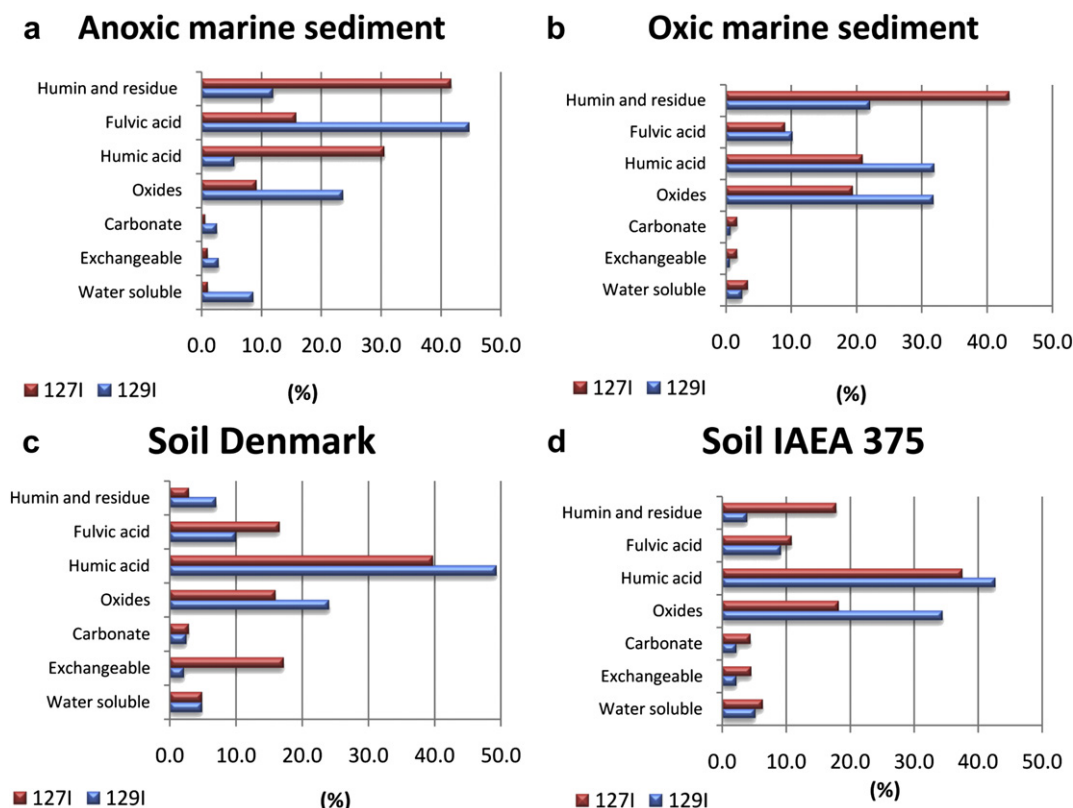 a Anoxic marine sediment
Humin and residue
Fulvic acid
Humic acid
Oxides
Carbonate
Exchangeable
Water soluble
0.0 10.0 20.0 30.0 40.0 50.0
127I 129I (%)
b Oxic marine sediment
Humin and residue
Fulvic acid
Humic acid
Oxides
Carbonate
Exchangeable
Water soluble
0.0 10.0 20.0 30.0 40.0 50.0
127I 129I (%)
c Soil Denmark
Humin and residue
Fulvic acid
Humic acid
Oxides
Carbonate
Exchangeable
Water soluble
0.0 10.0 20.0 30.0 40.0 50.0
127I 129I (%)
d Soil IAEA 375
Humin and residue
Fulvic acid
Humic acid
Oxides
Carbonate
Exchangeable
Water soluble
0.0 10.0 20.0 30.0 40.0 50.0
127I 129I (%)